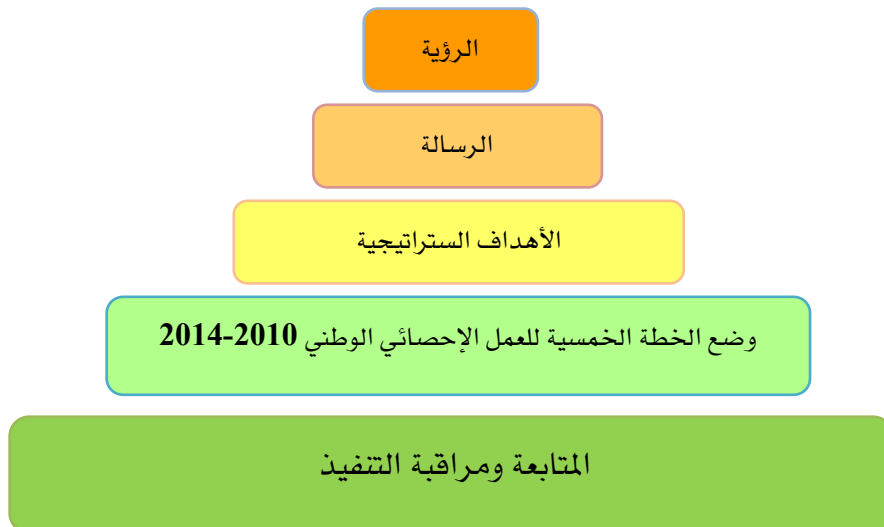 الرؤية
الرسالة
الأهداف الستراتيجية
وضع الخطة الخمسية للعمل الإحصائي الوطني 2010-2014
المتابعة ومراقبة التنفيذ